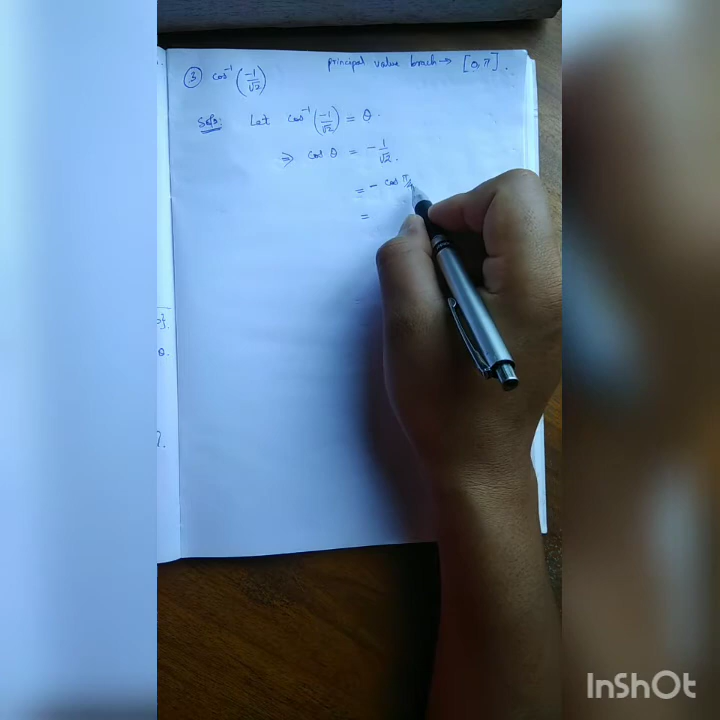 principal value branch → [0, π].
③ cos⁻¹(-1/√2)
Solⁿ: Let cos⁻¹(-1/√2) = θ.
⇒ cos θ = -1/√2.
= - cos π/4
=
θ.
InShOt